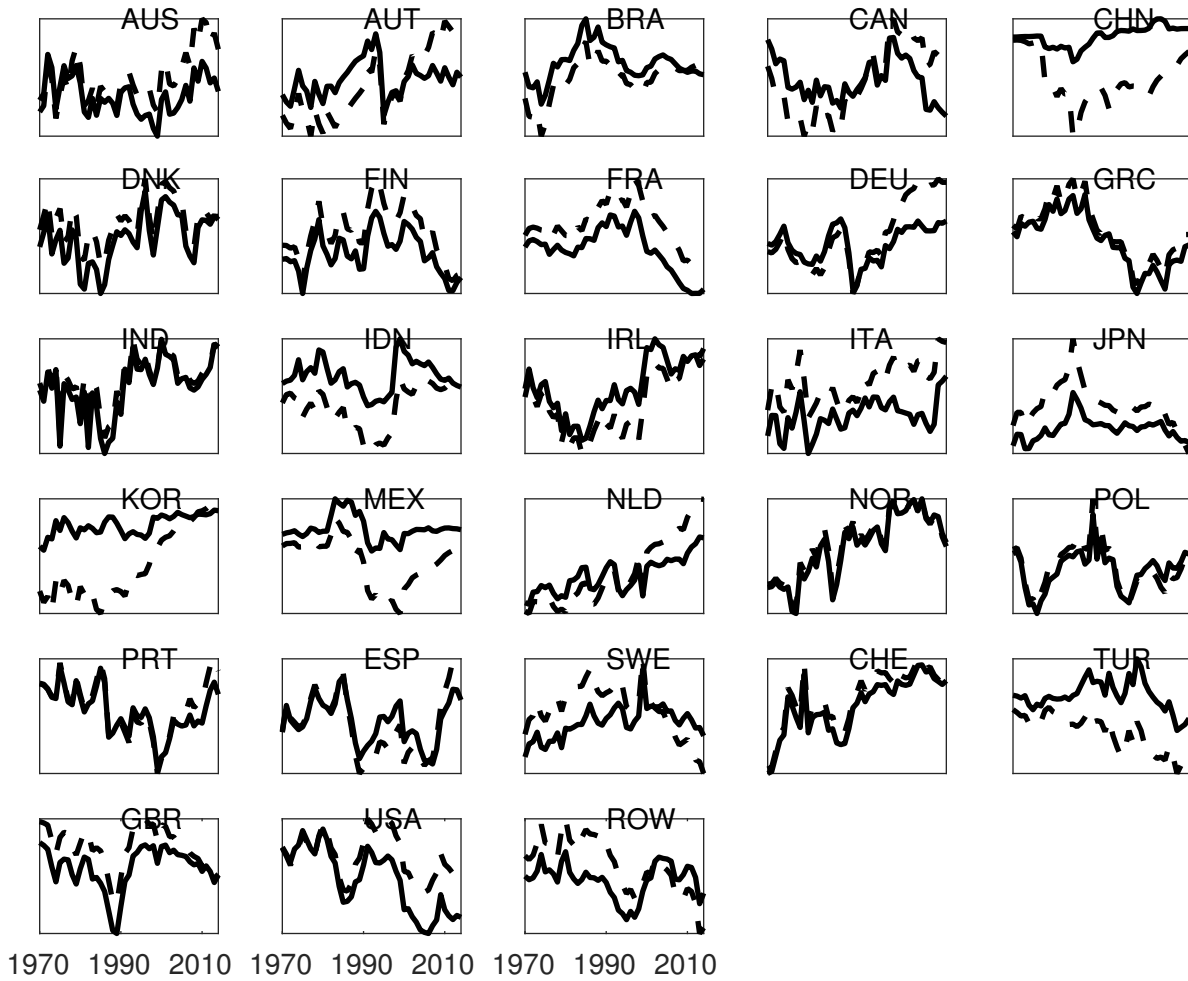 AUS AUT BRA CAN CHN
DNK FIN FRA DEU GRC
IND IDN IRL ITA JPN
KOR MEX NLD NOR POL
PRT ESP SWE CHE TUR
GBR USA ROW
1970 1990 2010 1970 1990 2010 1970 1990 2010